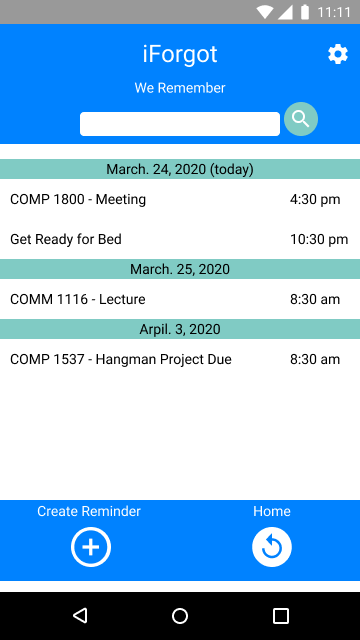 11:11
iForgot
We Remember
March. 24, 2020 (today)
COMP 1800 - Meeting 4:30 pm
Get Ready for Bed 10:30 pm
March. 25, 2020
COMM 1116 - Lecture 8:30 am
Arpil. 3, 2020
COMP 1537 - Hangman Project Due 8:30 am
Create Reminder Home